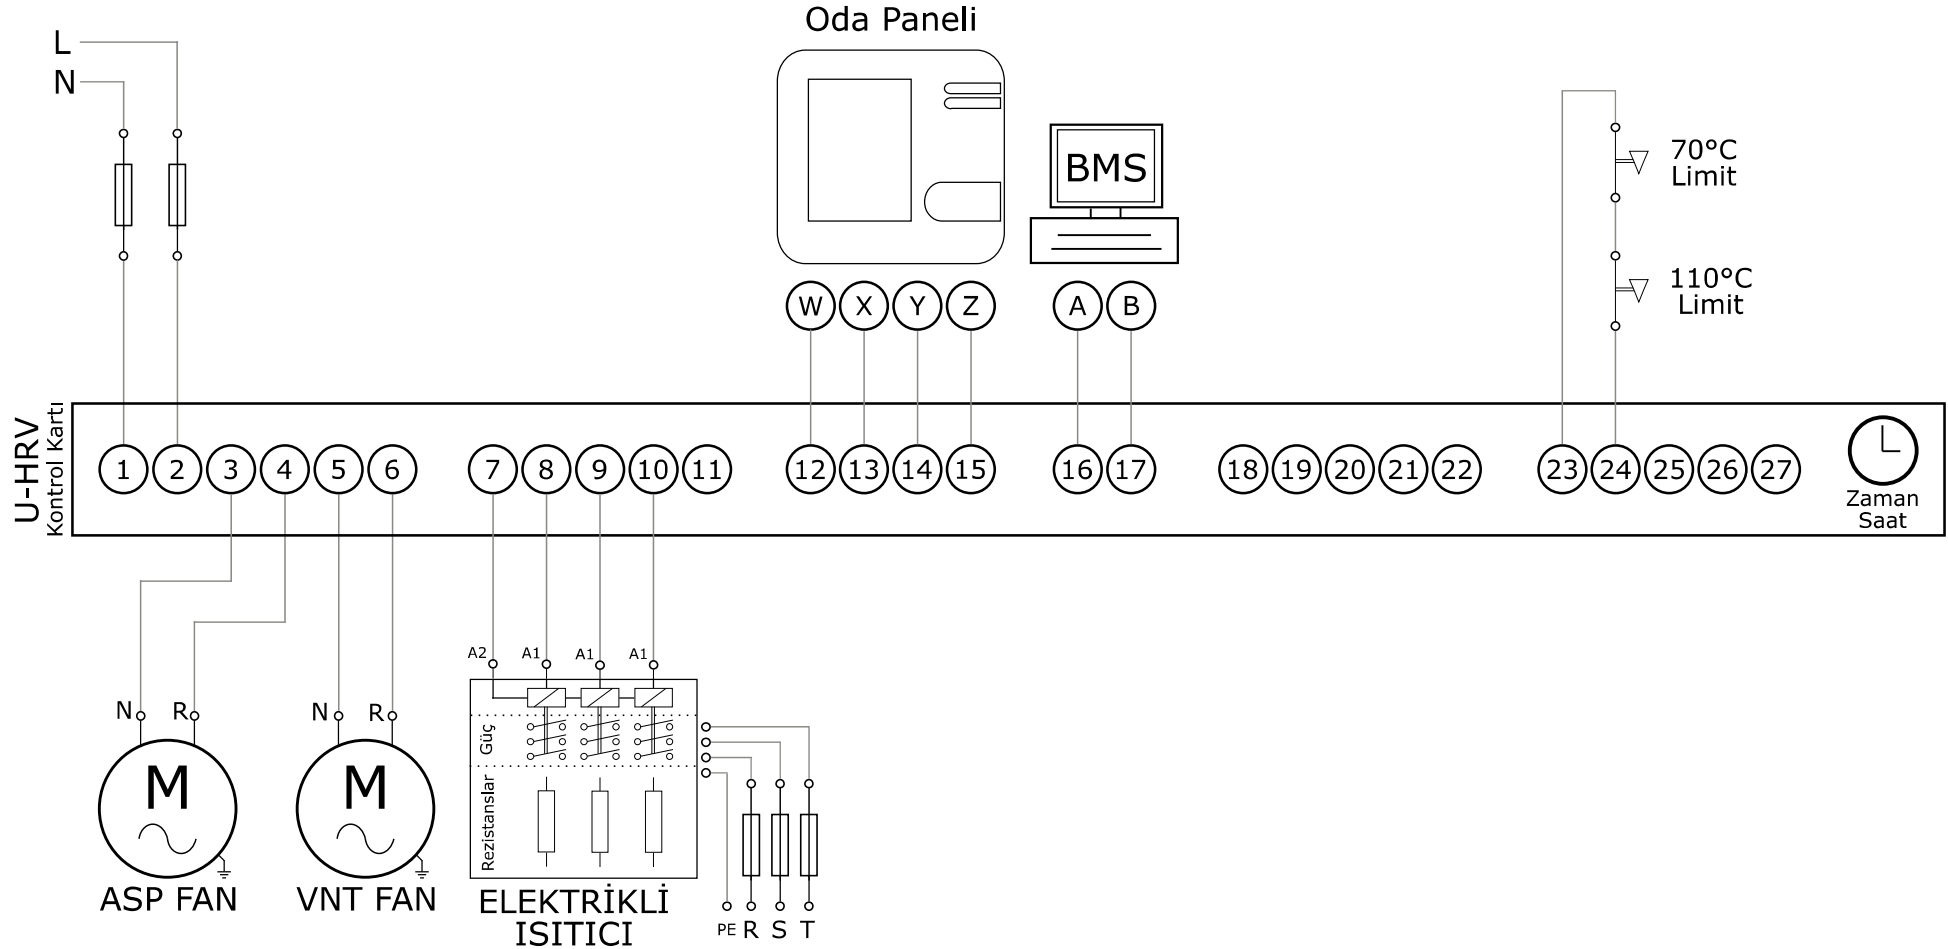 Oda Paneli
L
N
BMS
70°C
Limit
110°C
Limit
W X Y Z A B
U-HRV
Kontrol Kartı
1 2 3 4 5 6 7 8 9 10 11 12 13 14 15 16 17 18 19 20 21 22 23 24 25 26 27
Zaman
Saat
A2 A1 A1 A1
N R N R
Güç
Rezistanslar
M M
ASP FAN
VNT FAN
ELEKTRİKLİ
ISITICI
PE R S T